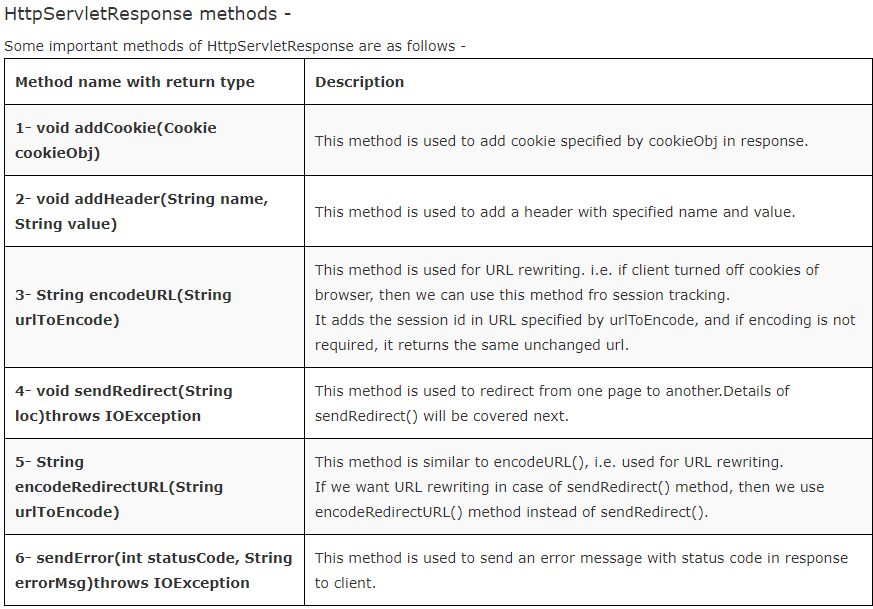 HttpServletResponse methods -
Some important methods of HttpServletResponse are as follows -
Method name with return type
Description
1- void addCookie(Cookie
cookieObj)
This method is used to add cookie specified by cookieObj in response.
2- void addHeader(String name,
String value)
This method is used to add a header with specified name and value.
3- String encodeURL(String
urlToEncode)
This method is used for URL rewriting. i.e. if client turned off cookies of
browser, then we can use this method fro session tracking.
It adds the session id in URL specified by urlToEncode, and if encoding is not
required, it returns the same unchanged url.
4- void sendRedirect(String
loc)throws IOException
This method is used to redirect from one page to another.Details of
sendRedirect() will be covered next.
5- String
encodeRedirectURL(String
urlToEncode)
This method is similar to encodeURL(), i.e. used for URL rewriting.
If we want URL rewriting in case of sendRedirect() method, then we use
encodeRedirectURL() method instead of sendRedirect().
6- sendError(int statusCode, String
errorMsg)throws IOException
This method is used to send an error message with status code in response
to client.